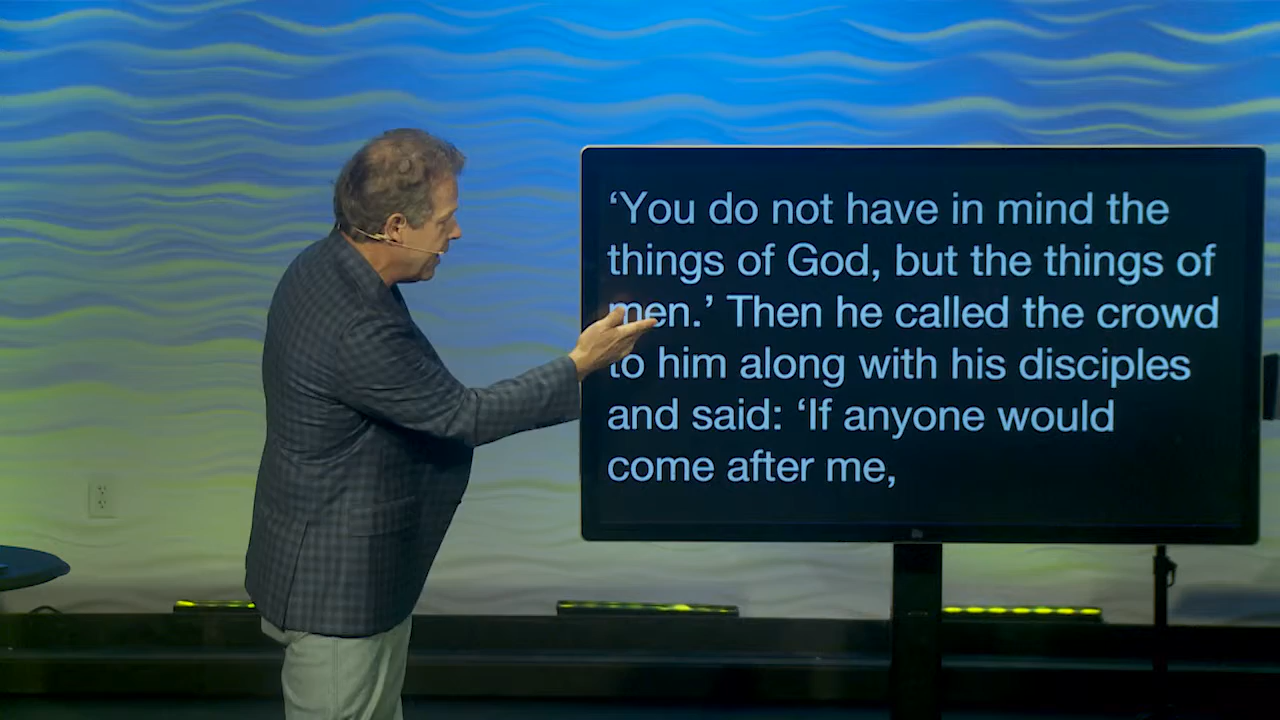 ‘You do not have in mind the
things of God, but the things of
men.’ Then he called the crowd
to him along with his disciples
and said: ‘If anyone would
come after me,